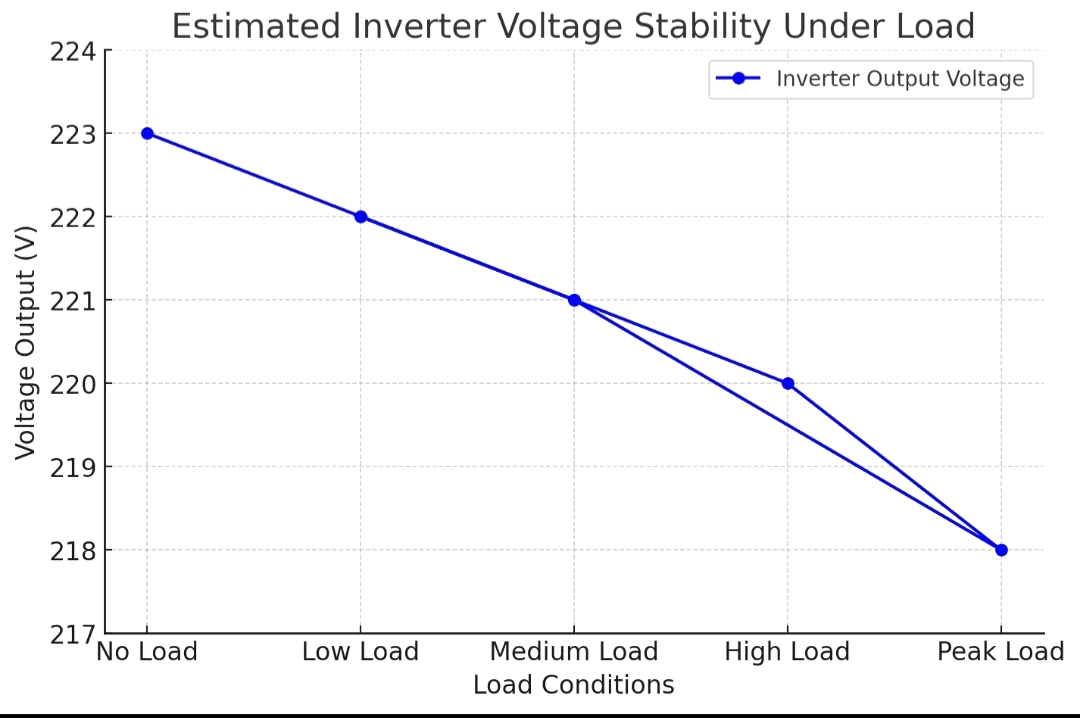 Estimated Inverter Voltage Stability Under Load
Inverter Output Voltage
Voltage Output (V)
224
223
222
221
220
219
218
217
No Load
Low Load
Medium Load
High Load
Peak Load
Load Conditions